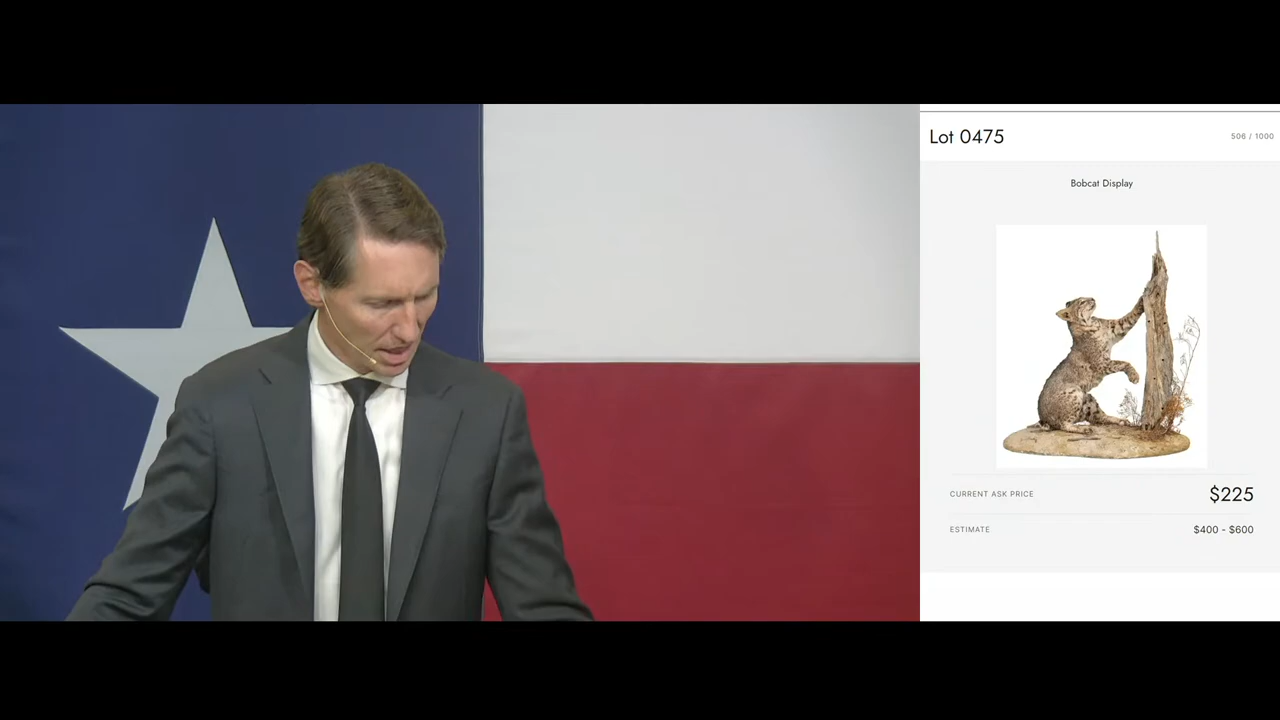 Lot 0475
506 / 1000
Bobcat Display
CURRENT ASK PRICE
$225
ESTIMATE
$400 - $600